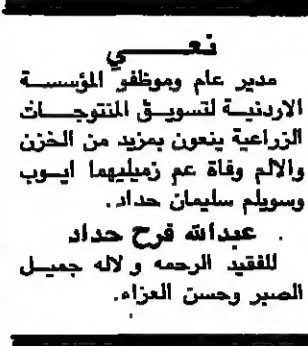 نعــــي
مدير عام وموظفو المؤسسة
الاردنية لتسويق المنتوجات
الزراعية ينعون بمزيد من الحزن
والالم وفاة عم زميليهما ايوب
وسويلم سليمان حداد.
عبدالله فرح حداد
للفقيد الرحمه و لاله جميل
الصبر وحسن العزاء.